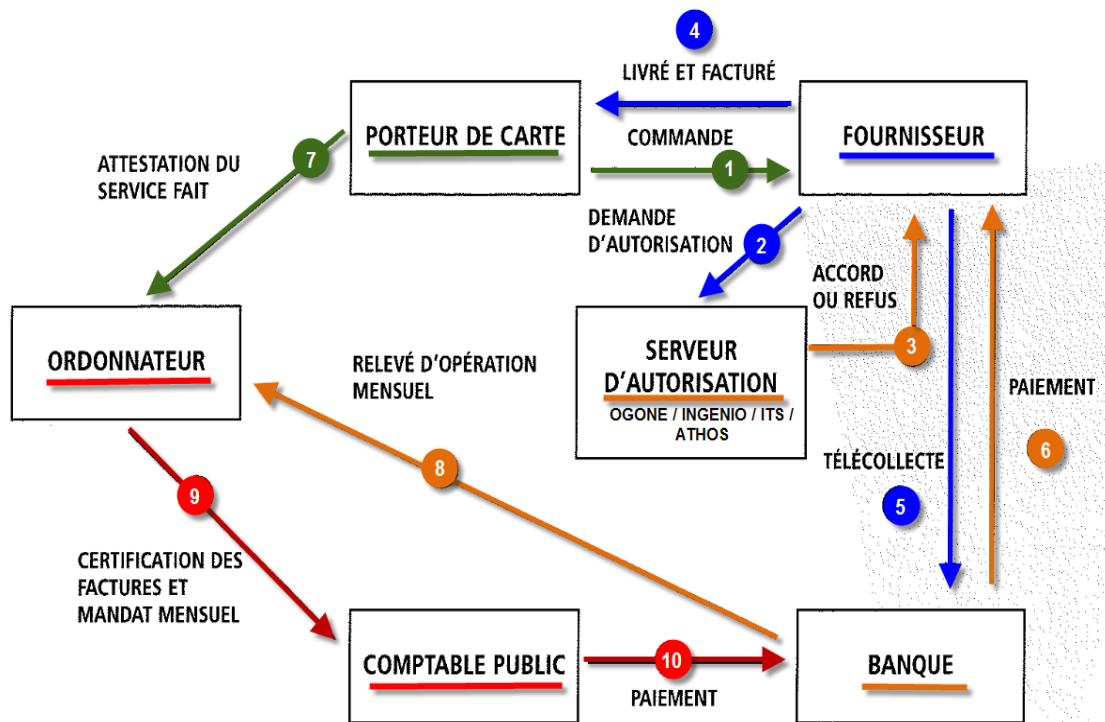 4
LIVRÉ ET FACTURÉ
PORTEUR DE CARTE
COMMANDE
1
FOURNISSEUR
7
ATTESTATION DU
SERVICE FAIT
DEMANDE
D'AUTORISATION
2
ACCORD
OU REFUS
3
ORDONNATEUR
RELEVÉ D'OPÉRATION
MENSUEL
SERVEUR
D'AUTORISATION
OGONE / INGENIO / ITS /
ATHOS
PAIEMENT
6
8
TÉLÉCOLLECTE
5
9
CERTIFICATION DES
FACTURES ET
MANDAT MENSUEL
COMPTABLE PUBLIC
10
PAIEMENT
BANQUE